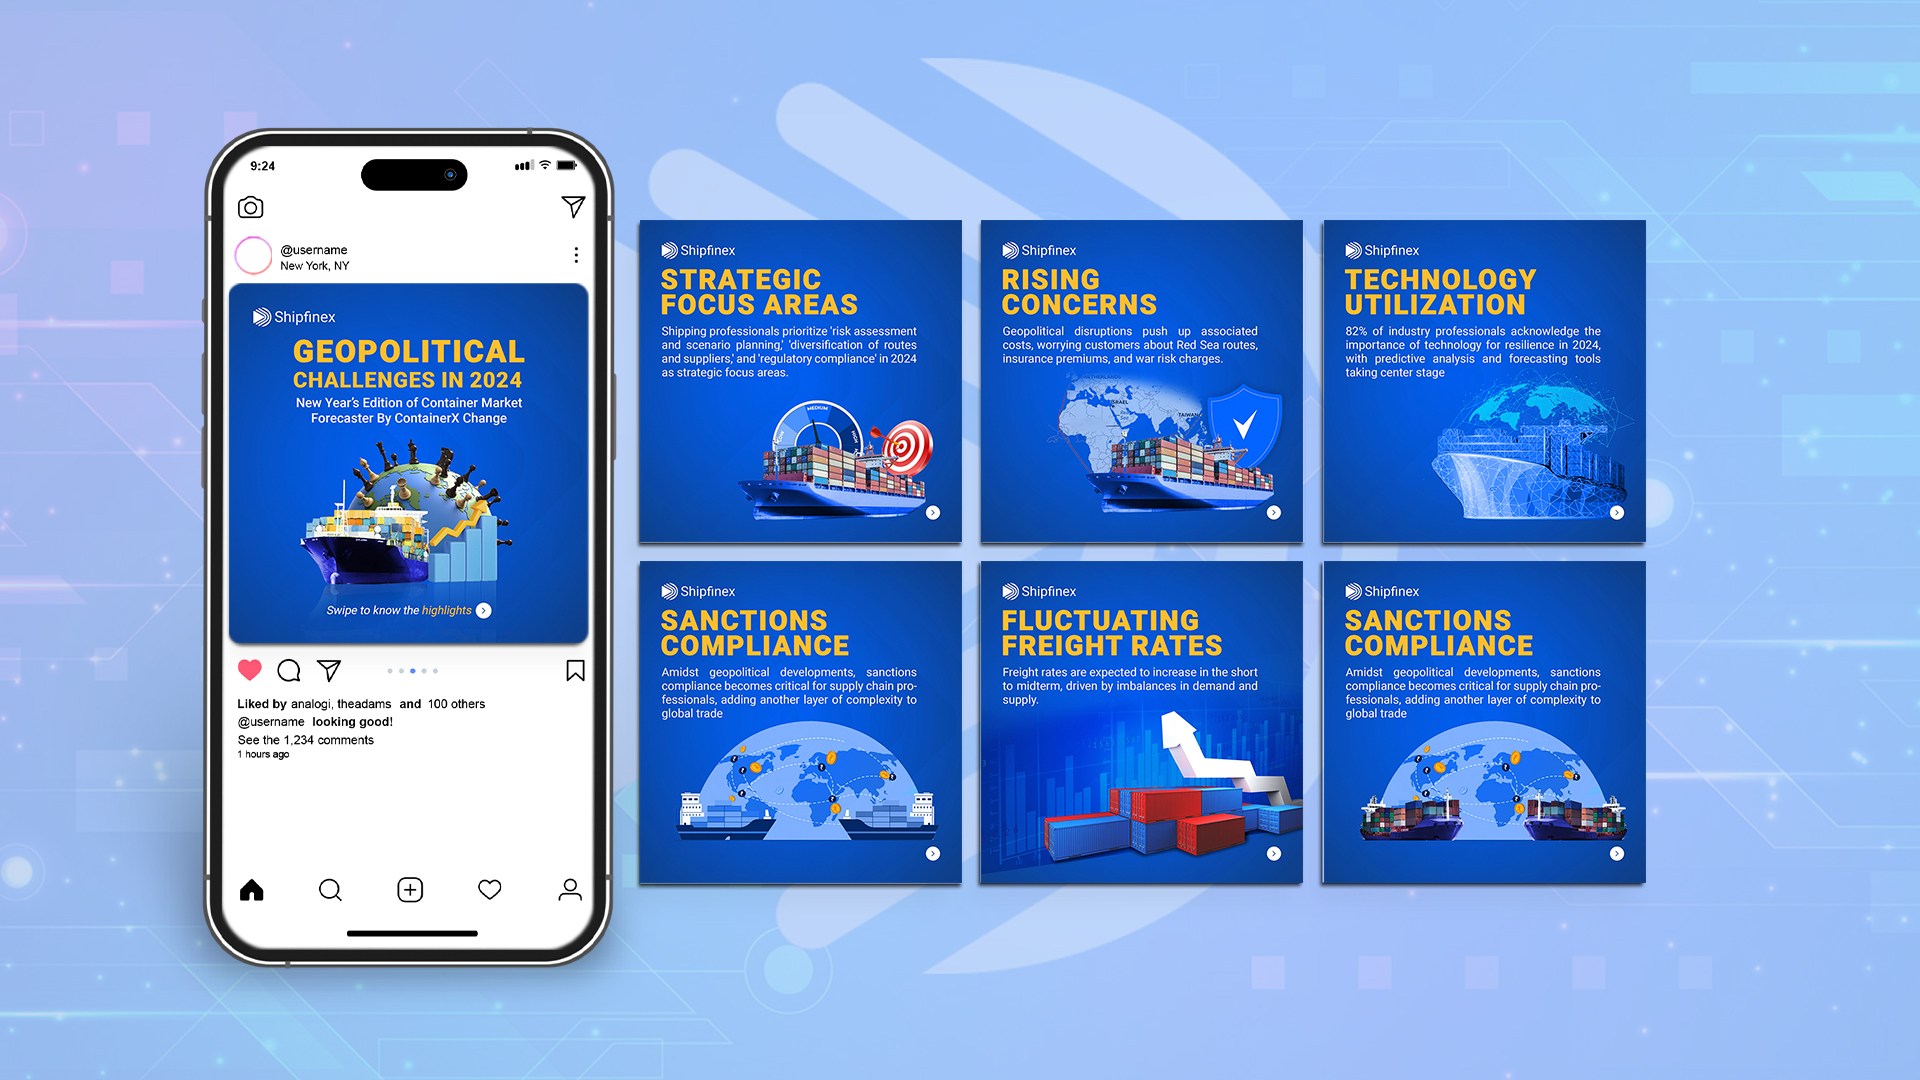 9:24
@username
New York, NY
Shipfinex
GEOPOLITICAL
CHALLENGES IN 2024
New Year's Edition of Container Market
Forecaster By ContainerX Change
Swipe to know the highlights
Liked by analogi, theadams and 100 others
@username looking good!
See the 1,234 comments
1 hours ago
Shipfinex
STRATEGIC
FOCUS AREAS
Shipping professionals prioritize 'risk assessment
and scenario planning,' 'diversification of routes
and suppliers,' and 'regulatory compliance' in 2024
as strategic focus areas.
LOW
MEDIUM
HIGH
Shipfinex
RISING
CONCERNS
Geopolitical disruptions push up associated
costs, worrying customers about Red Sea routes,
insurance premiums, and war risk charges.
NETHERLANDS
ISRAEL
Red
Sea
TAIWAN
Shipfinex
TECHNOLOGY
UTILIZATION
82% of industry professionals acknowledge the
importance of technology for resilience in 2024,
with predictive analysis and forecasting tools
taking center stage
Shipfinex
SANCTIONS
COMPLIANCE
Amidst geopolitical developments, sanctions
compliance becomes critical for supply chain pro-
fessionals, adding another layer of complexity to
global trade
Shipfinex
FLUCTUATING
FREIGHT RATES
Freight rates are expected to increase in the short
to midterm, driven by imbalances in demand and
supply.
Shipfinex
SANCTIONS
COMPLIANCE
Amidst geopolitical developments, sanctions
compliance becomes critical for supply chain pro-
fessionals, adding another layer of complexity to
global trade